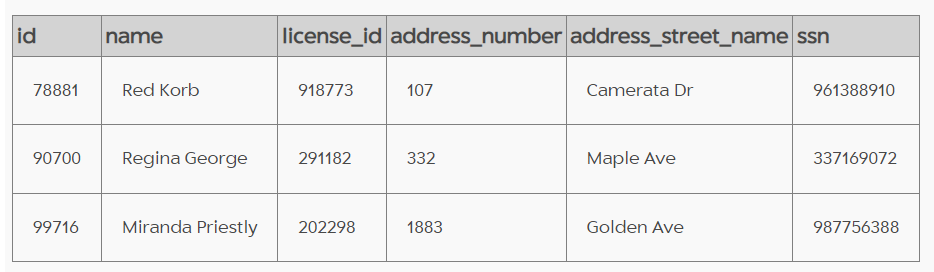 id name license_id address_number address_street_name ssn
78881 Red Korb 918773 107 Camerata Dr 961388910
90700 Regina George 291182 332 Maple Ave 337169072
99716 Miranda Priestly 202298 1883 Golden Ave 987756388